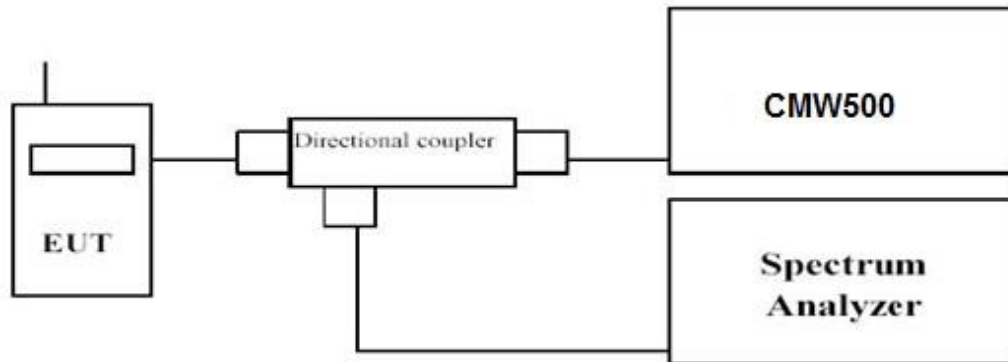 CMW500
Directional coupler
EUT
Spectrum
Analyzer